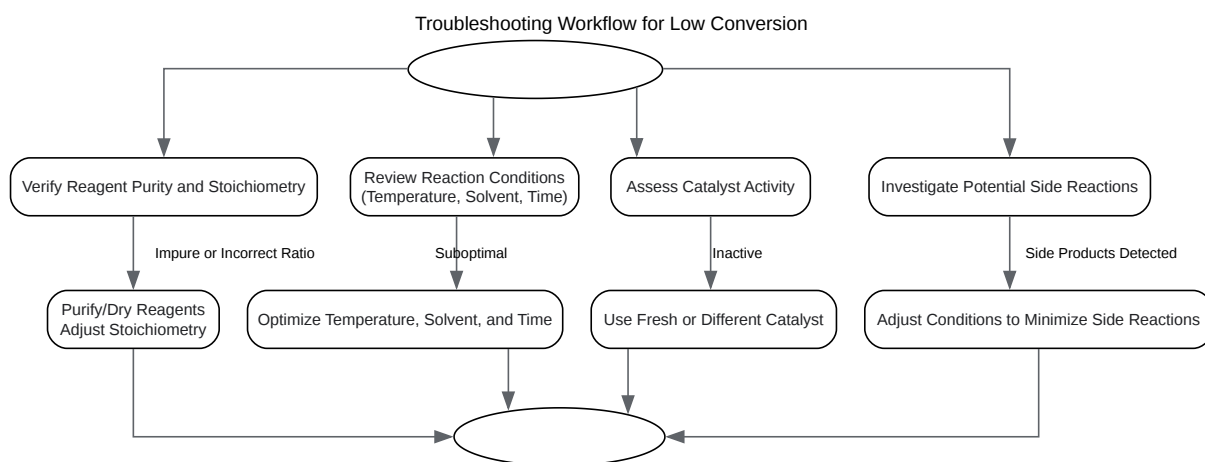 Troubleshooting Workflow for Low Conversion
Verify Reagent Purity and Stoichiometry
Review Reaction Conditions
(Temperature, Solvent, Time)
Assess Catalyst Activity
Investigate Potential Side Reactions
Impure or Incorrect Ratio
Suboptimal
Inactive
Side Products Detected
Purify/Dry Reagents
Adjust Stoichiometry
Optimize Temperature, Solvent, and Time
Use Fresh or Different Catalyst
Adjust Conditions to Minimize Side Reactions